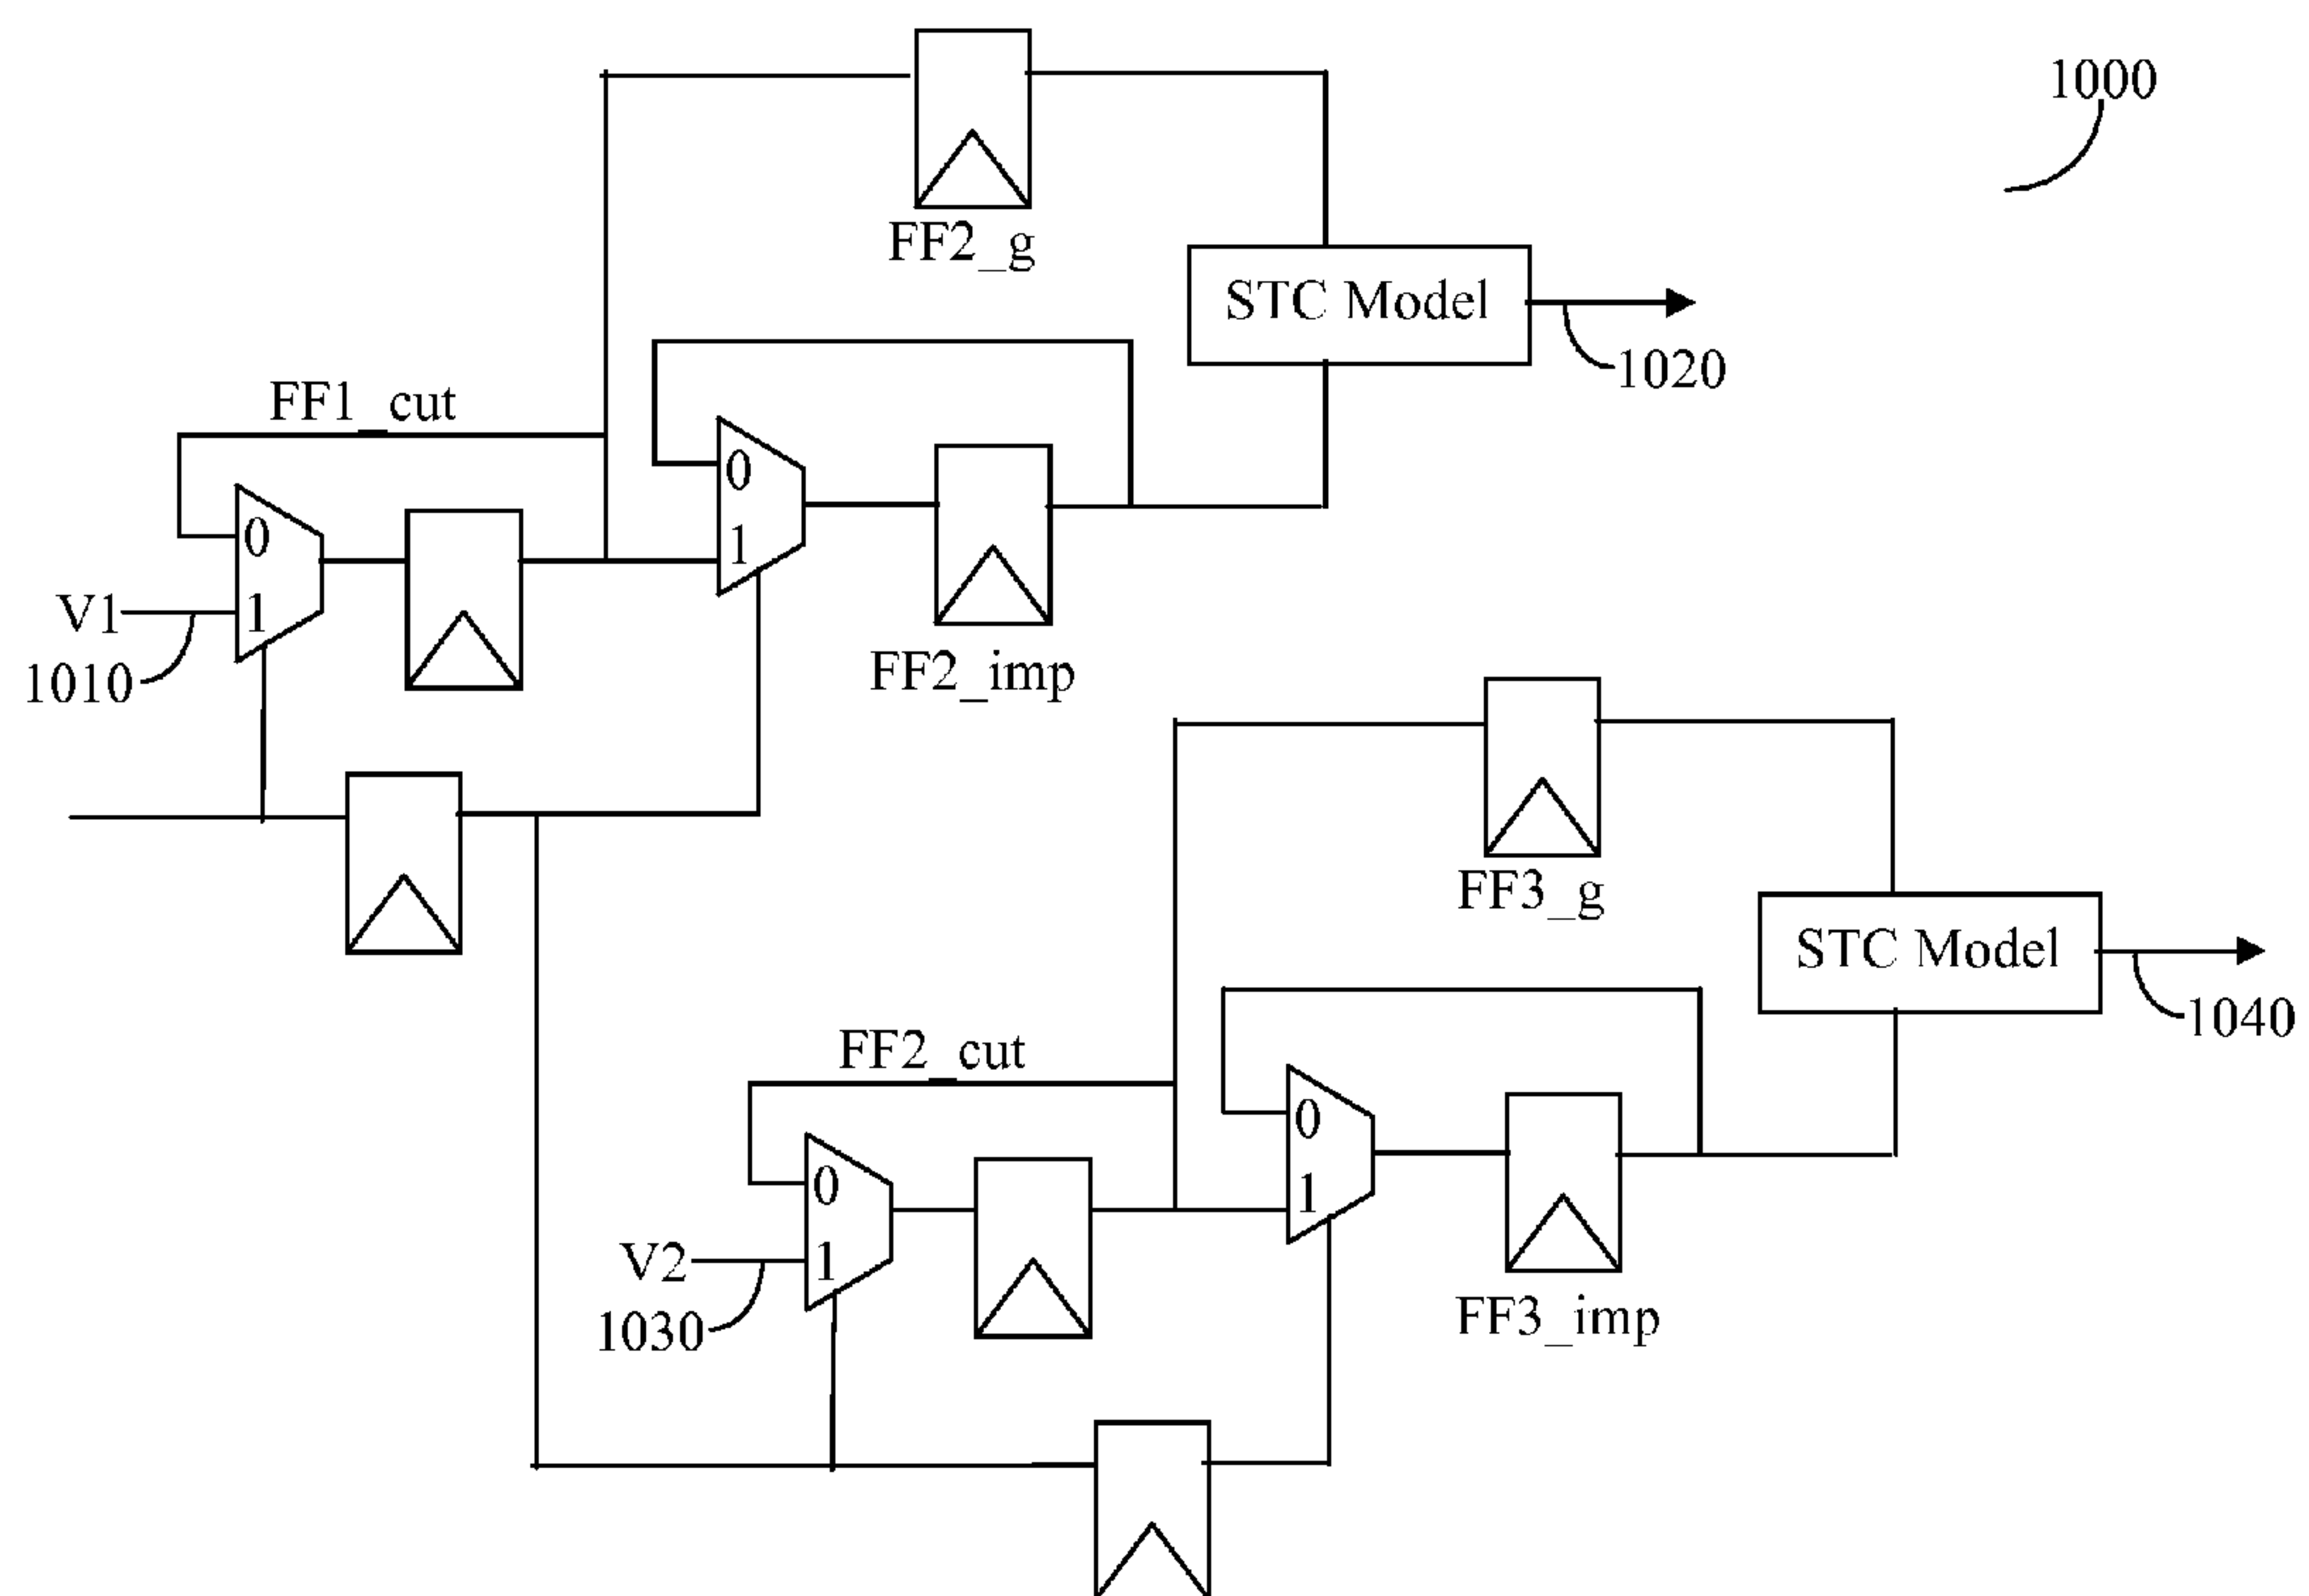 1000
FF2_g
STC Model
1020
FF1_cut
0
1
0
1
V1
1010
FF2_imp
FF3_g
STC Model
1040
FF2_cut
0
1
0
1
V2
1030
FF3_imp